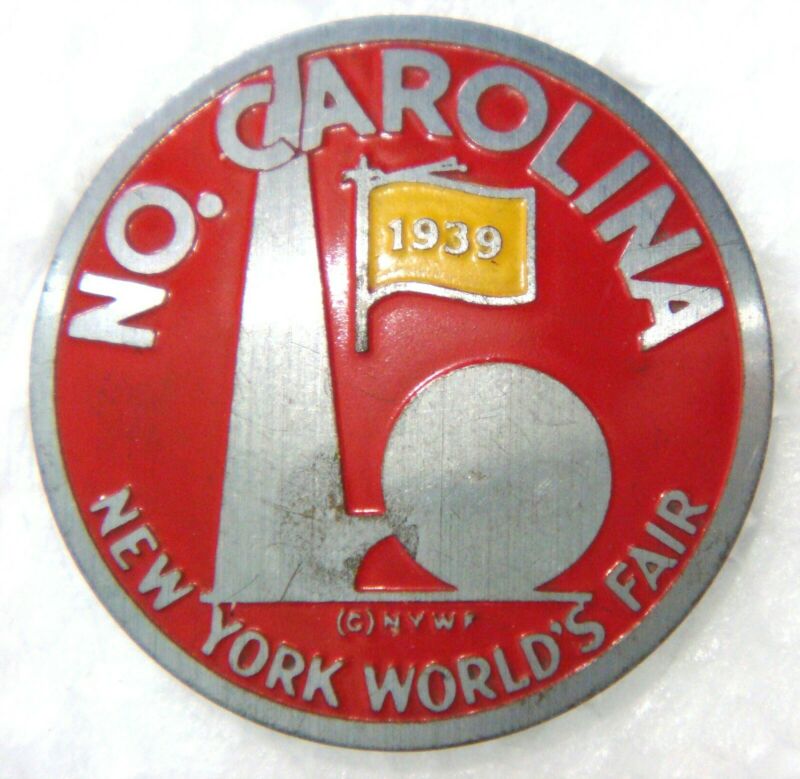 NO. CAROLINA
1939
(C) NYWF
NEW YORK WORLD'S FAIR